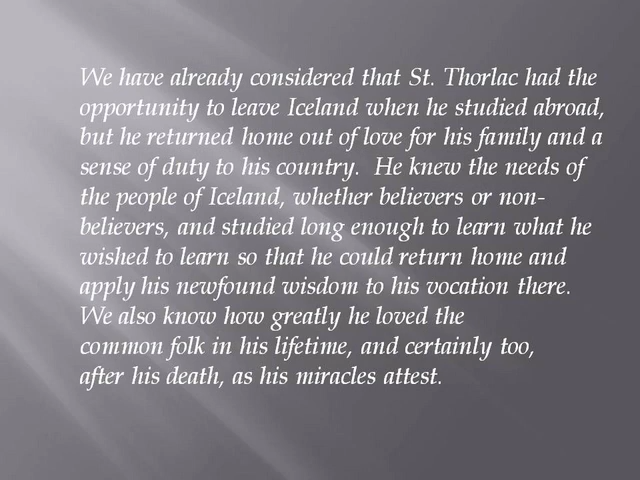 We have already considered that St. Thorlac had the
opportunity to leave Iceland when he studied abroad,
but he returned home out of love for his family and a
sense of duty to his country.  He knew the needs of
the people of Iceland, whether believers or non-
believers, and studied long enough to learn what he
wished to learn so that he could return home and
apply his newfound wisdom to his vocation there.
We also know how greatly he loved the
common folk in his lifetime, and certainly too,
after his death, as his miracles attest.